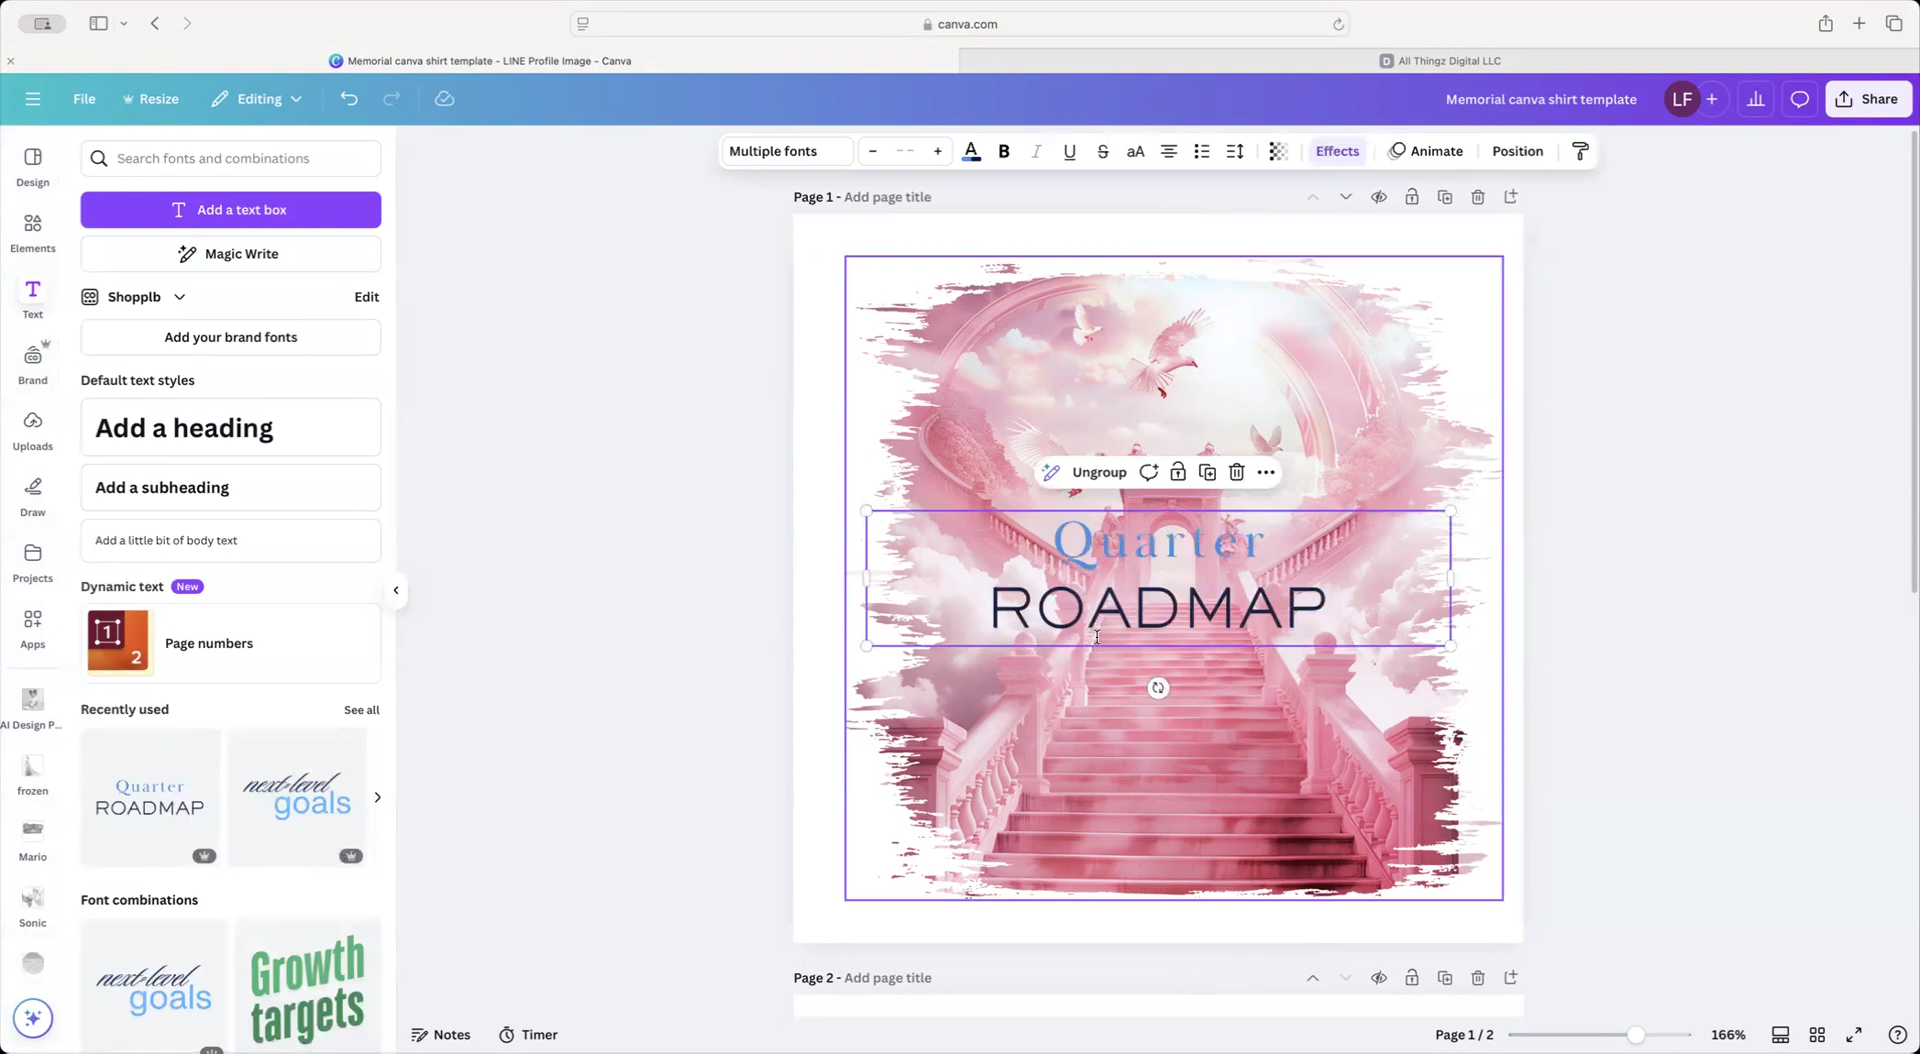 canva.com
Memorial canva shirt template - LINE Profile Image - Canva
All Thingz Digital LLC
File
Resize
Editing
Memorial canva shirt template
LF
Share
Design
Elements
Text
Brand
Uploads
Draw
Projects
Apps
AI Design P...
frozen
Mario
Sonic
Search fonts and combinations
Add a text box
Magic Write
Shopplb
Edit
Add your brand fonts
Default text styles
Add a heading
Add a subheading
Add a little bit of body text
Dynamic text
New
1
2
Page numbers
Recently used
See all
Quarter
ROADMAP
next-level
goals
Font combinations
next-level
goals
Growth
targets
Multiple fonts
Effects
Animate
Position
Page 1 - Add page title
Ungroup
Quarter
ROADMAP
Page 2 - Add page title
Notes
Timer
Page 1 / 2
166%